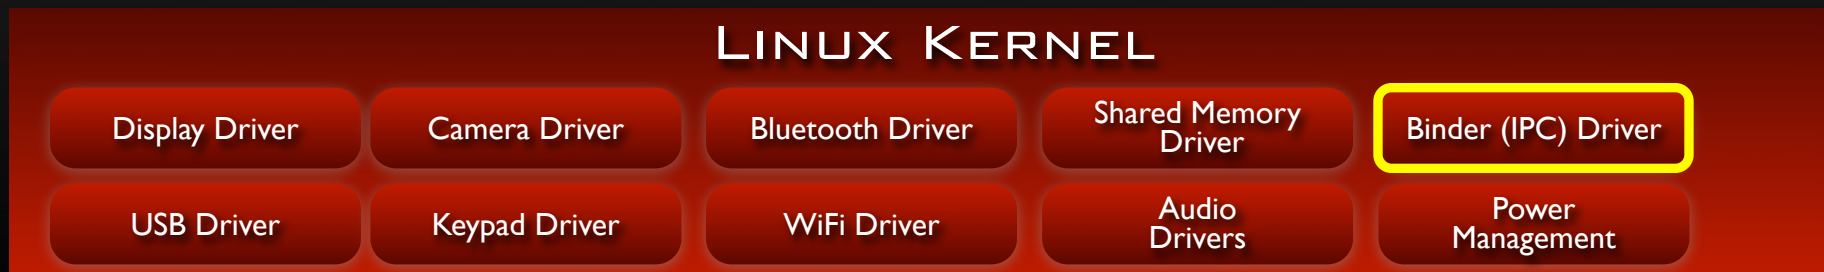 Linux Kernel
Display Driver
Camera Driver
Bluetooth Driver
Shared Memory
Driver
Binder (IPC) Driver
USB Driver
Keypad Driver
WiFi Driver
Audio
Drivers
Power
Management